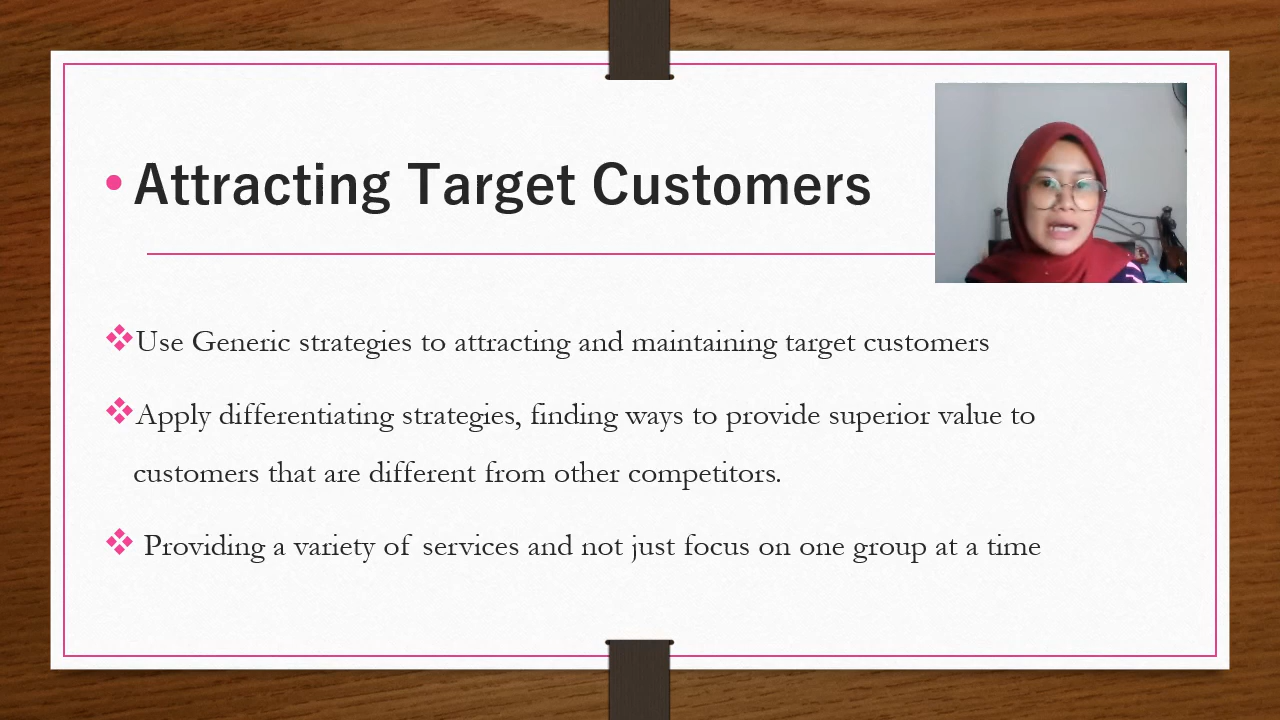 • Attracting Target Customers
❖Use Generic strategies to attracting and maintaining target customers
❖Apply differentiating strategies, finding ways to provide superior value to
customers that are different from other competitors.
❖ Providing a variety of services and not just focus on one group at a time